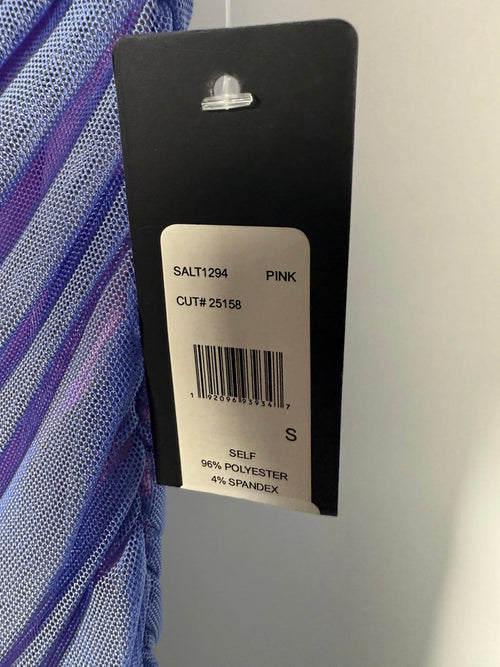 SALT1294 PINK
CUT# 25158
1 92096 93934 7
S
SELF
96% POLYESTER
4% SPANDEX